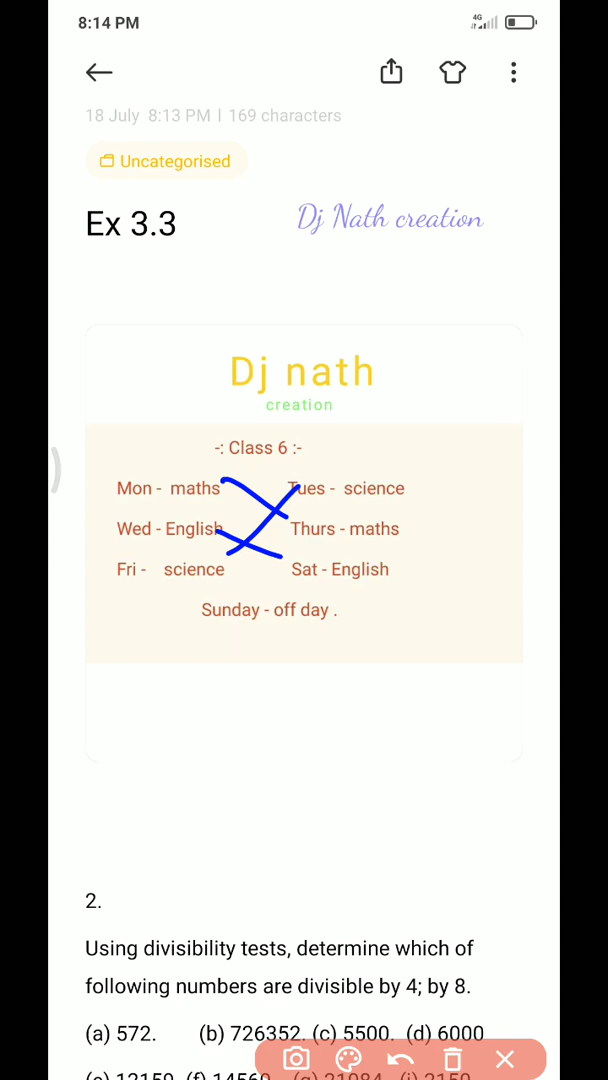 8:14 PM 4G
18 July 8:13 PM | 169 characters
Uncategorised
Ex 3.3 Dj Nath creation
Dj nath
creation
-: Class 6 :-
Mon - maths Tues - science
Wed - English Thurs - maths
Fri - science Sat - English
Sunday - off day .
2.
Using divisibility tests, determine which of
following numbers are divisible by 4; by 8.
(a) 572. (b) 726352. (c) 5500. (d) 6000